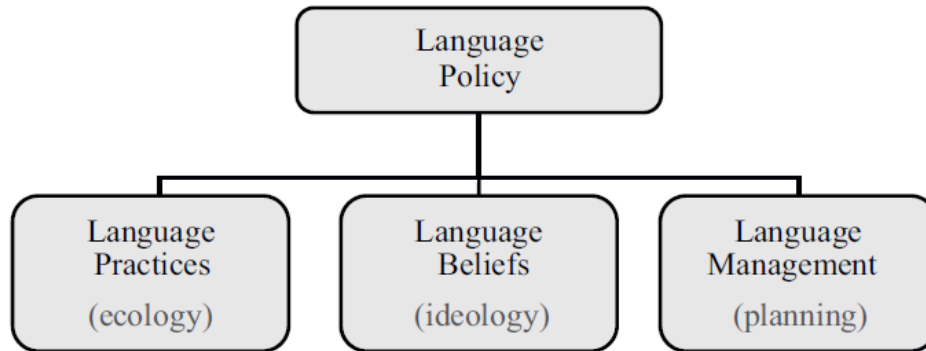 Language
Policy
Language
Practices
(ecology)
Language
Beliefs
(ideology)
Language
Management
(planning)